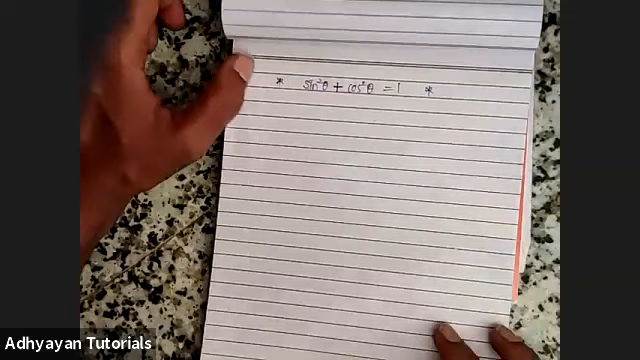 * sin²θ + cos²θ = 1 *
Adhyayan Tutorials